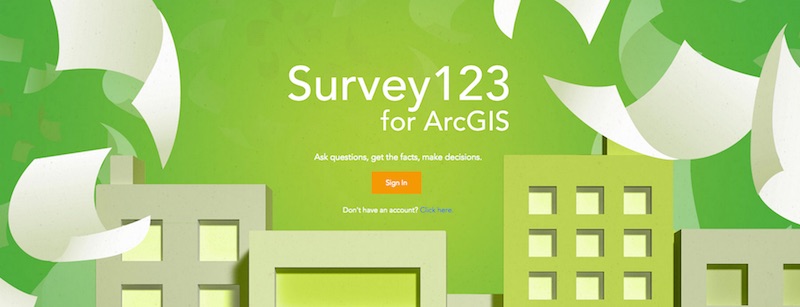 Survey123
for ArcGIS
Ask questions, get the facts, make decisions.
Sign In
Don't have an account? Click here.